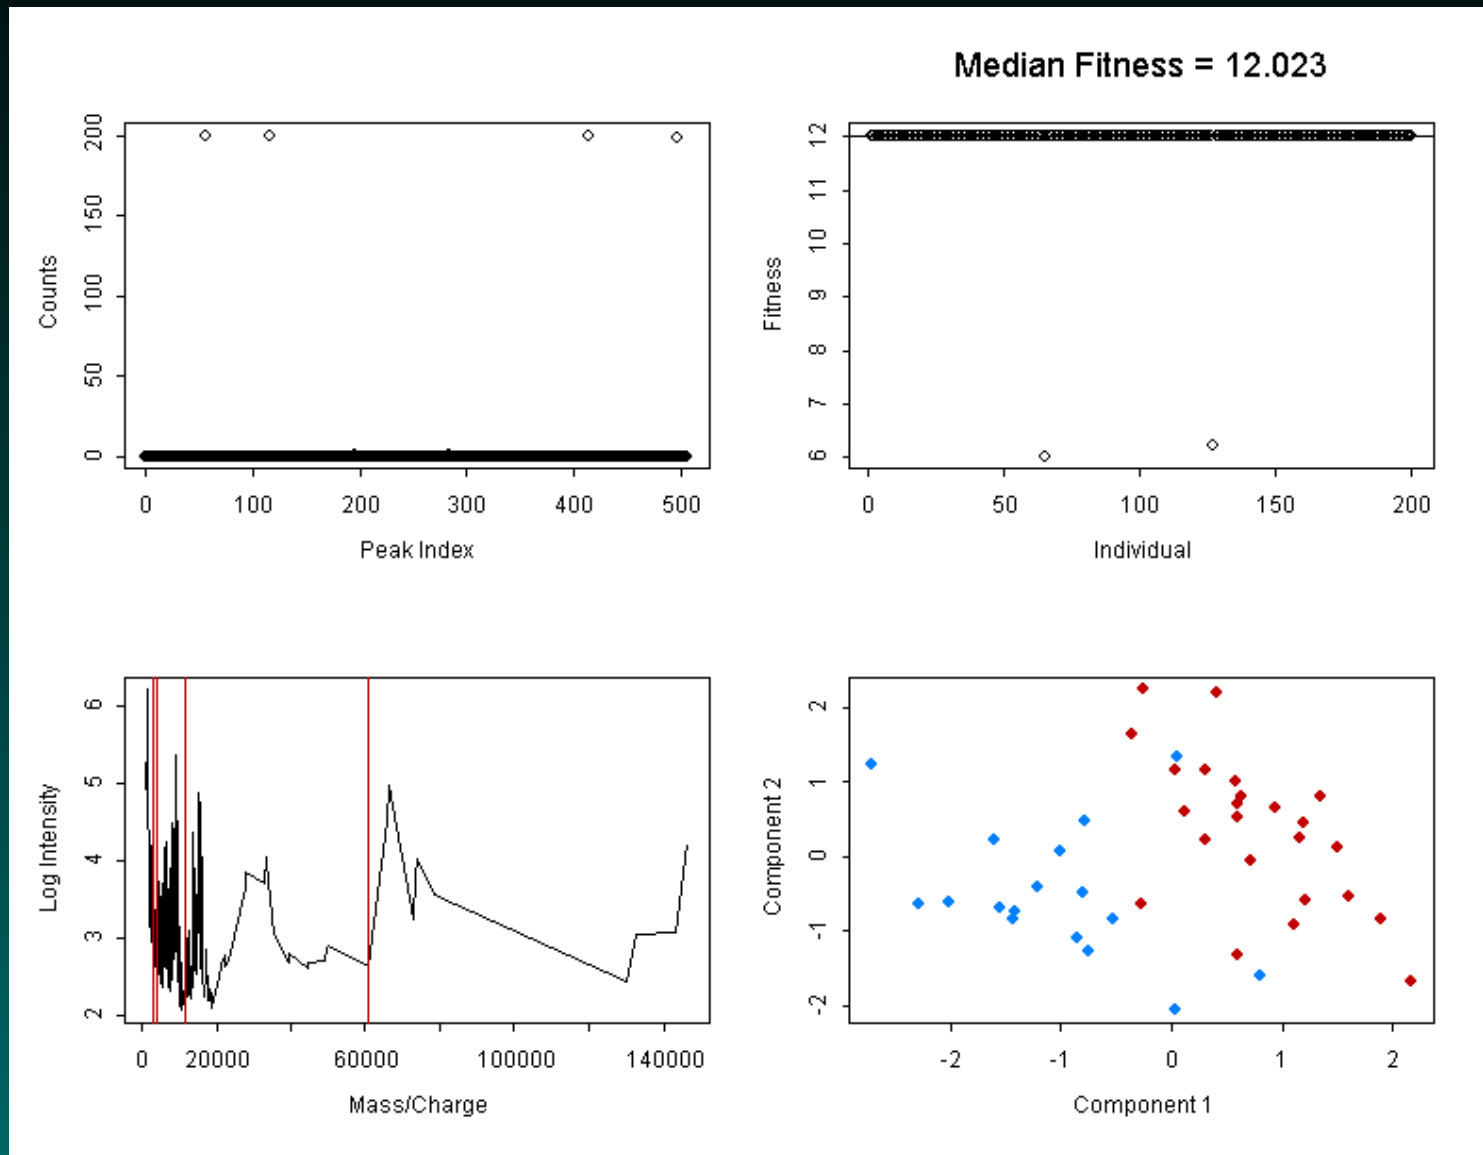 Median Fitness = 12.023
Counts
200
150
100
50
0
0 100 200 300 400 500
Peak Index
Fitness
12
11
10
9
8
7
6
0 50 100 150 200
Individual
Log Intensity
6
5
4
3
2
0 20000 60000 100000 140000
Mass/Charge
Component 2
2
1
0
-1
-2
-2 -1 0 1 2
Component 1